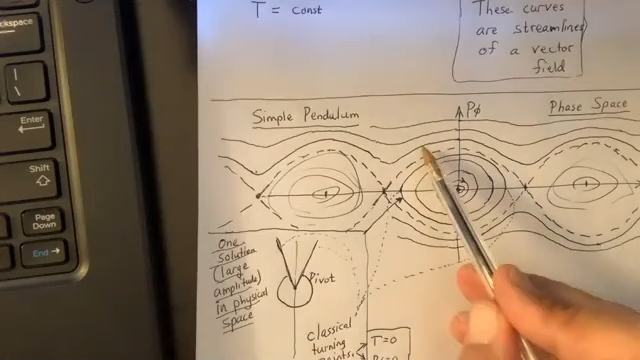 T = const
These curves
are streamlines
of a vector
field
Simple Pendulum
Pϕ
Phase Space
One
solution
(large
amplitude)
in physical
space
Pivot
classical
turning
points.
T=0
Enter
Shift
Page
Down
End
|
\